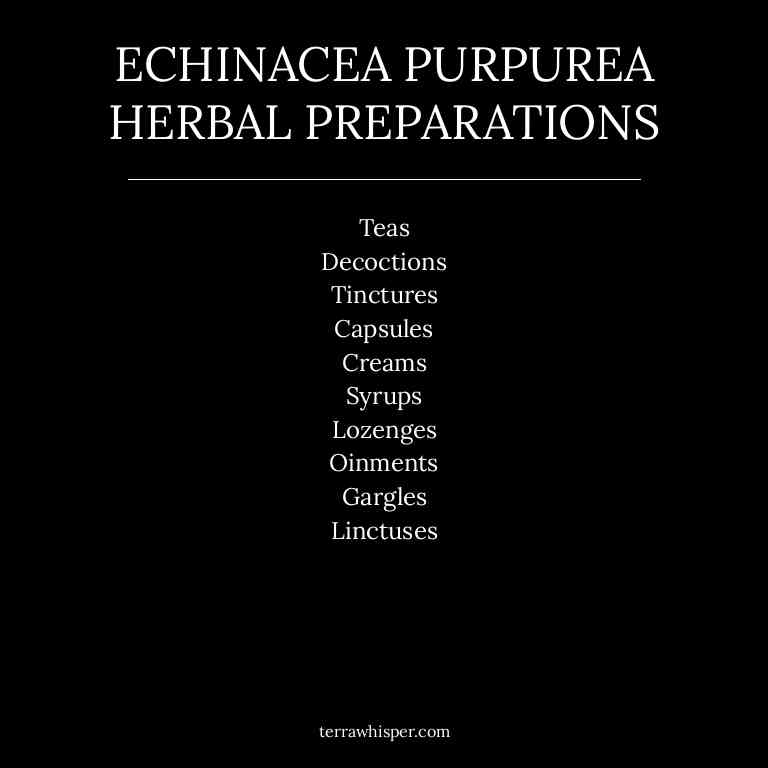 ECHINACEA PURPUREA
HERBAL PREPARATIONS
Teas
Decoctions
Tinctures
Capsules
Creams
Syrups
Lozenges
Oinments
Gargles
Linctuses
terrawhisper.com